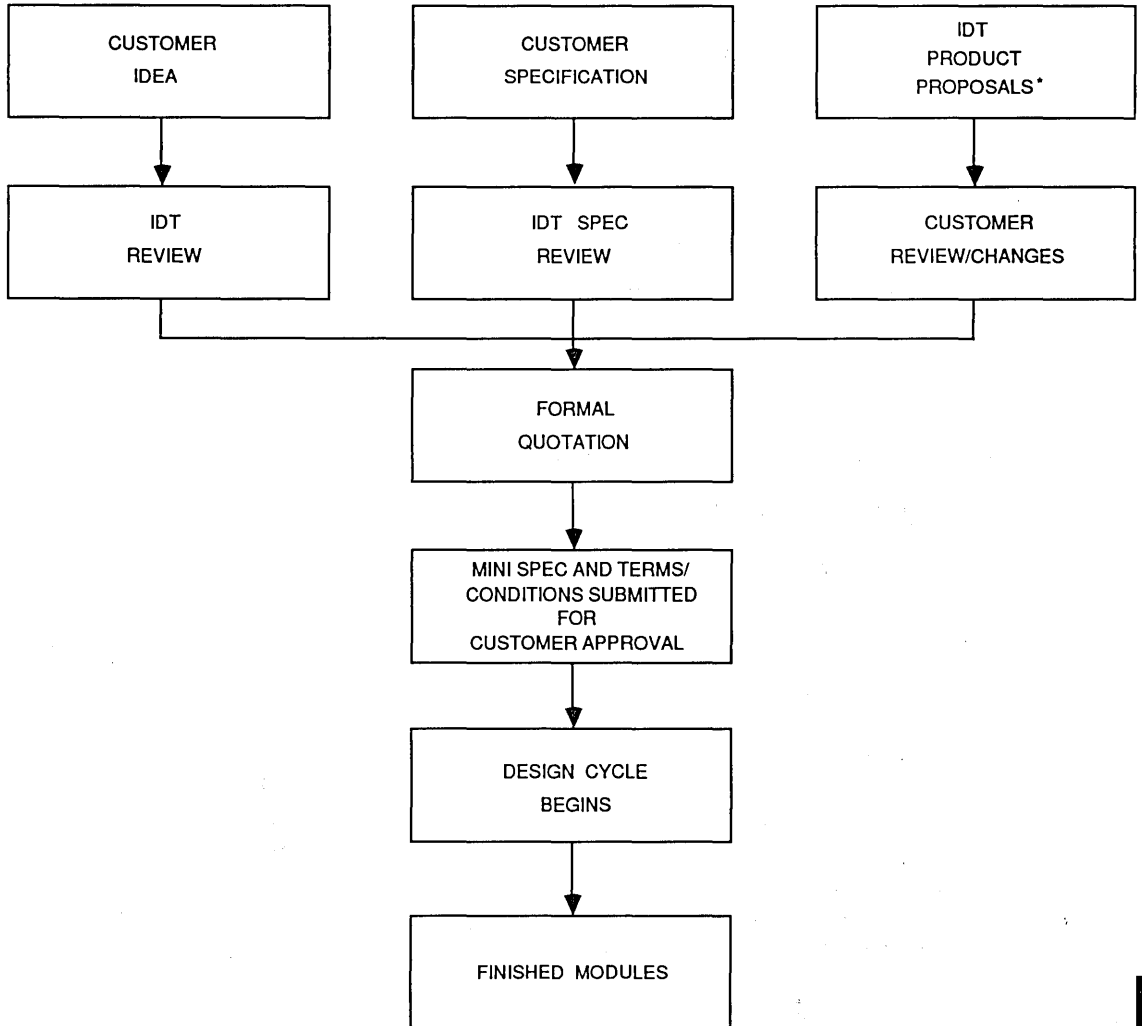 CUSTOMER
IDEA
CUSTOMER
SPECIFICATION
IDT
PRODUCT
PROPOSALS*
IDT
REVIEW
IDT SPEC
REVIEW
CUSTOMER
REVIEW/CHANGES
FORMAL
QUOTATION
MINI SPEC AND TERMS/
CONDITIONS SUBMITTED
FOR
CUSTOMER APPROVAL
DESIGN CYCLE
BEGINS
FINISHED MODULES